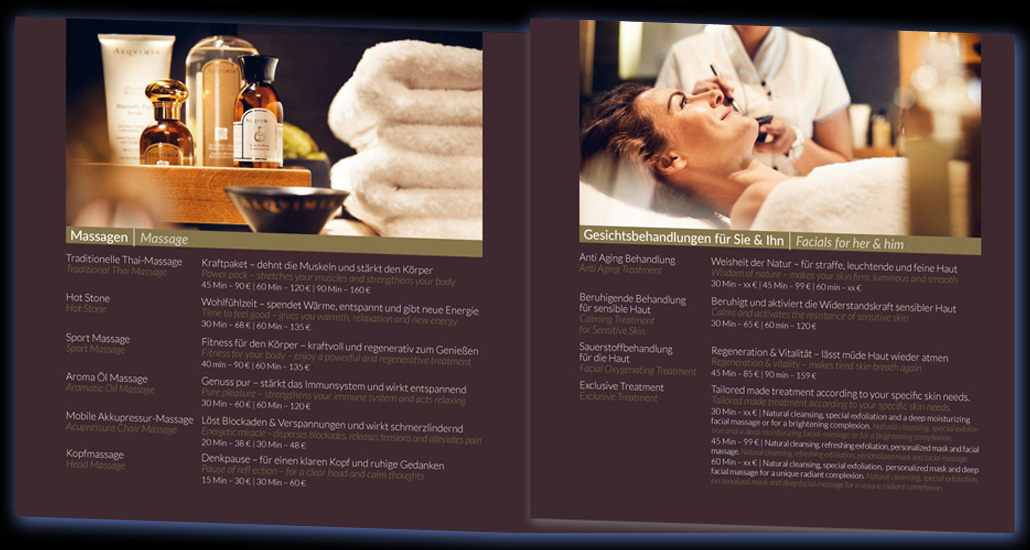 ALQVIMIA
ALQVIMIA
ALQVIMIA
Massagen | Massage
Traditionelle Thai-Massage
Traditional Thai Massage
Kraftpaket – dehnt die Muskeln und stärkt den Körper
Power pack – stretches your muscles and strengthens your body
45 Min – 90 € | 60 Min – 120 € | 90 Min – 160 €
Hot Stone
Hot Stone
Wohlfühlzeit – spendet Wärme, entspannt und gibt neue Energie
Time to feel good – gives you warmth, relaxation and new energy
30 Min – 68 € | 60 Min – 135 €
Sport Massage
Sport Massage
Fitness für den Körper – kraftvoll und regenerativ zum Genießen
Fitness for your body – enjoy a powerful and regenerative treatment
40 min – 90 € | 60 Min – 135 €
Aroma Öl Massage
Aromatic Oil Massage
Genuss pur – stärkt das Immunsystem und wirkt entspannend
Pure pleasure – strengthens your immune system and acts relaxing
30 Min – 60 € | 60 Min – 120 €
Mobile Akkupressur-Massage
Acupressure Chair Massage
Löst Blockaden & Verspannungen und wirkt schmerzlindernd
Energetic miracle – disperses blockades, releases tensions and alleviates pain
20 Min – 38 € | 30 Min – 48 €
Kopfmassage
Head Massage
Denkpause – für einen klaren Kopf und ruhige Gedanken
Pause of refl ection – for a clear head and calm thoughts
15 Min – 30 € | 30 Min – 60 €
Gesichtsbehandlungen für Sie & Ihn | Facials for her & him
Anti Aging Behandlung
Anti Aging Treatment
Weisheit der Natur – für straffe, leuchtende und feine Haut
Wisdom of nature – makes your skin firm, luminous and smooth
30 Min – xx € | 45 Min – 99 € | 60 min – xx €
Beruhigende Behandlung
für sensible Haut
Calming Treatment
for Sensitive Skin
Beruhigt und aktiviert die Widerstandskraft sensibler Haut
Calms and activates the resistance of sensitive skin
30 Min – 65 € | 60 min – 120 €
Sauerstoffbehandlung
für die Haut
Facial Oxygenating Treatment
Regeneration & Vitalität – lässt müde Haut wieder atmen
Regeneration & vitality – makes tired skin breath again
45 Min – 85 € | 90 min – 159 €
Exclusive Treatment
Exclusive Treatment
Tailored made treatment according to your specific skin needs.
Tailored made treatment according to your specific skin needs.
30 Min – xx € | Natural cleansing, special exfoliation and a deep moisturizing
facial massage or for a brightening complexion. Natural cleansing, special exfolia-
tion and a deep moisturizing facial massage or for a brightening complexion.
45 Min – 99 € | Natural cleansing, refreshing exfoliation, personalized mask and facial
massage. Natural cleansing, refreshing exfoliation, personalized mask and facial massage.
60 Min – xx € | Natural cleansing, special exfoliation, personalized mask and deep
facial massage for a unique radiant complexion. Natural cleansing, special exfoliation,
personalized mask and deep facial massage for a unique radiant complexion.